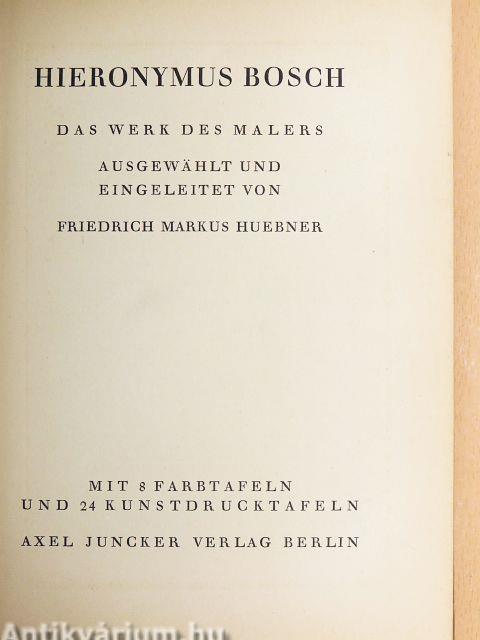 HIERONYMUS BOSCH
DAS WERK DES MALERS
AUSGEWÄHLT UND
EINGELEITET VON
FRIEDRICH MARKUS HUEBNER
MIT 8 FARBTAFELN
UND 24 KUNSTDRUCKTAFELN
AXEL JUNCKER VERLAG BERLIN
Antikvárium.hu